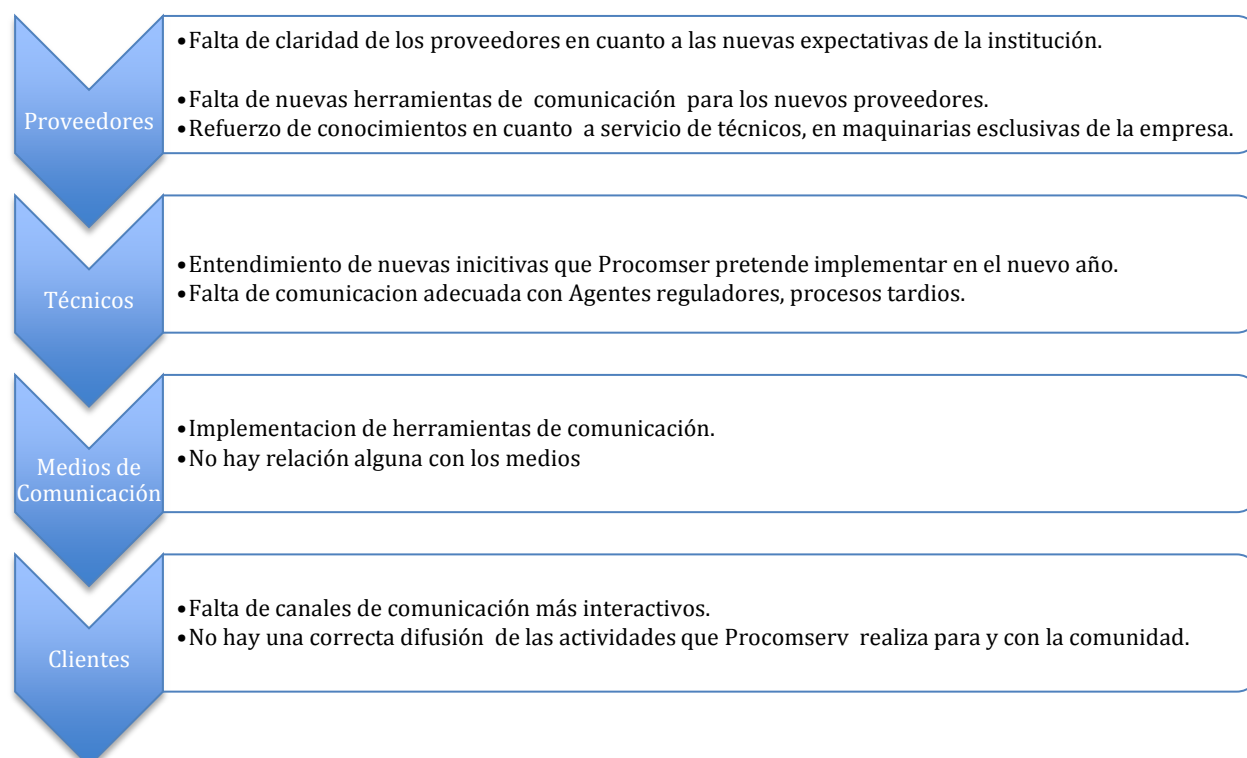 Proveedores
•Falta de claridad de los proveedores en cuanto a las nuevas expectativas de la institución.
•Falta de nuevas herramientas de comunicación para los nuevos proveedores.
•Refuerzo de conocimientos en cuanto a servicio de técnicos, en maquinarias esclusivas de la empresa.
Técnicos
•Entendimiento de nuevas inicitivas que Procomser pretende implementar en el nuevo año.
•Falta de comunicacion adecuada con Agentes reguladores, procesos tardios.
Medios de
Comunicación
•Implementacion de herramientas de comunicación.
•No hay relación alguna con los medios
Clientes
•Falta de canales de comunicación más interactivos.
•No hay una correcta difusión de las actividades que Procomserv realiza para y con la comunidad.